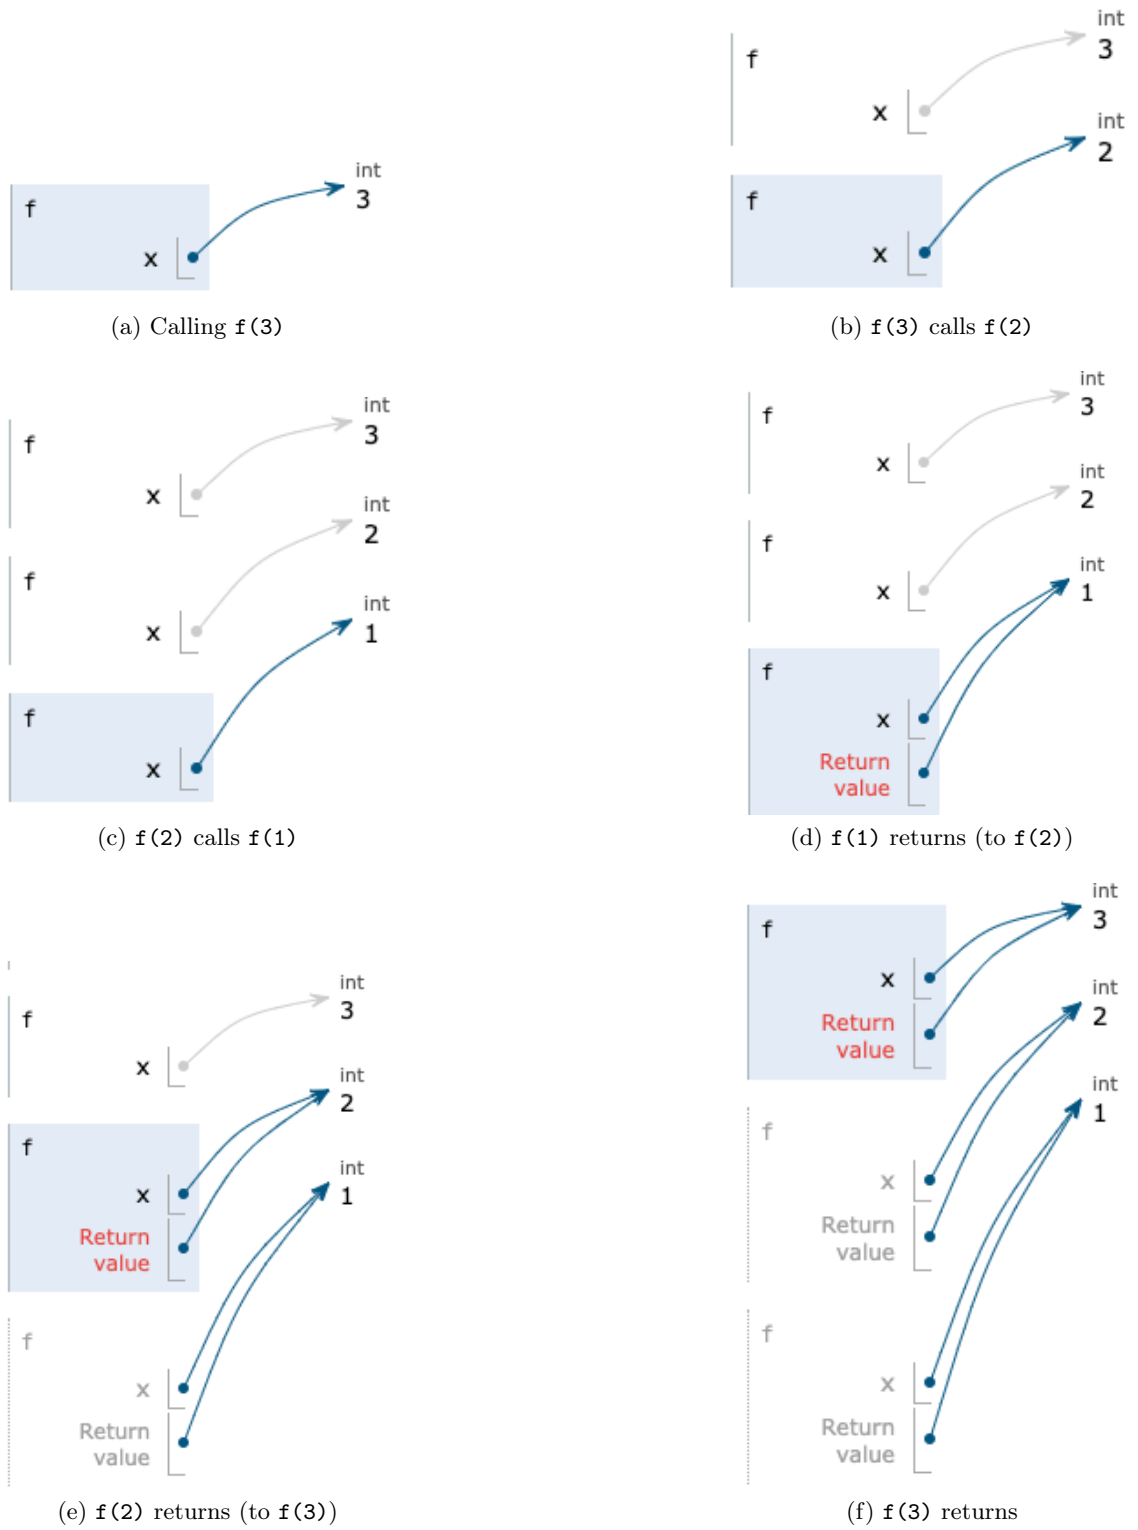 f
x
int
3
(a) Calling f(3)
f
x
int
3
f
x
int
2
(b) f(3) calls f(2)
f
x
int
3
f
x
int
2
f
x
int
1
(c) f(2) calls f(1)
f
x
int
3
f
x
int
2
f
x
Return
value
int
1
(d) f(1) returns (to f(2))
f
x
int
3
f
x
Return
value
int
2
f
x
Return
value
int
1
(e) f(2) returns (to f(3))
f
x
Return
value
int
3
f
x
Return
value
int
2
f
x
Return
value
int
1
(f) f(3) returns